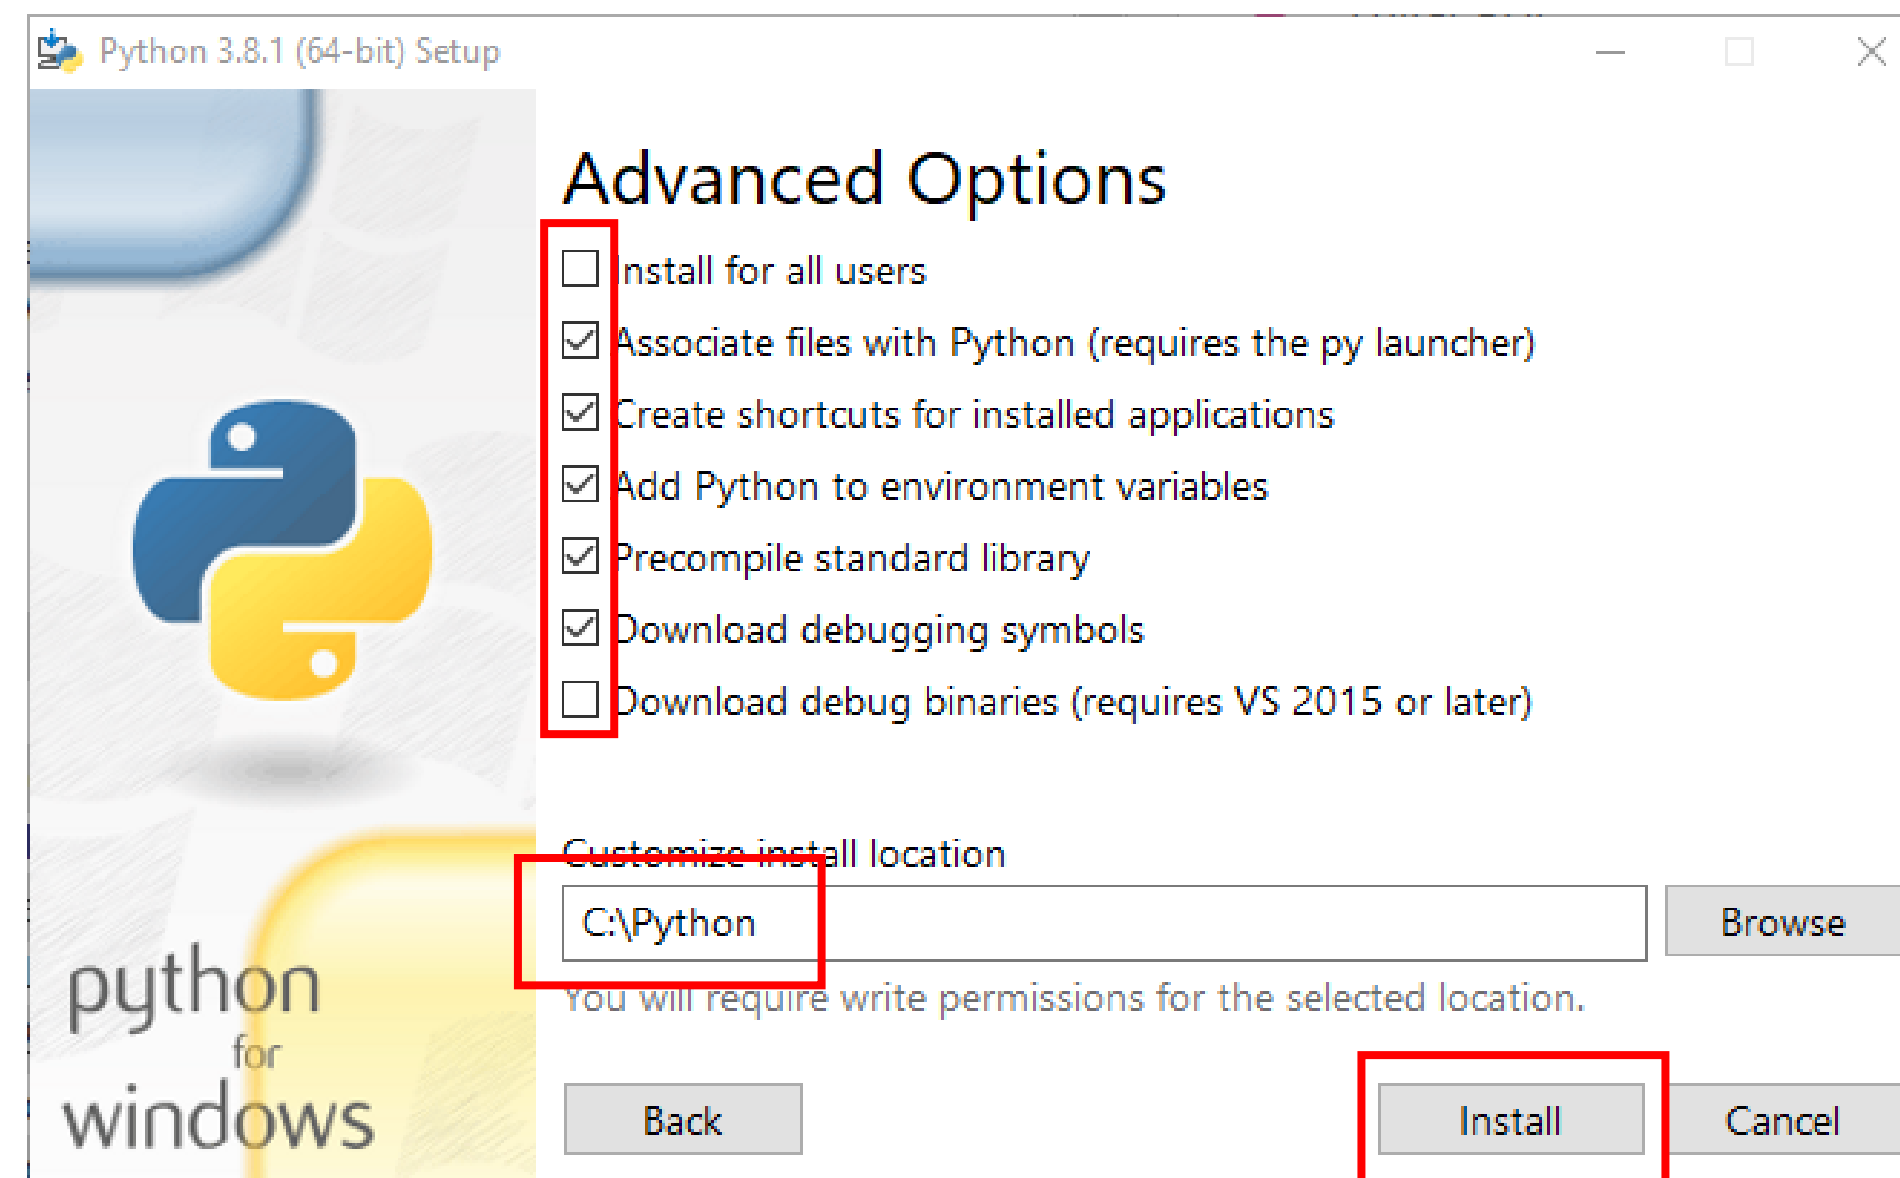 Python 3.8.1 (64-bit) Setup
Advanced Options
Install for all users
Associate files with Python (requires the py launcher)
Create shortcuts for installed applications
Add Python to environment variables
Precompile standard library
Download debugging symbols
Download debug binaries (requires VS 2015 or later)
Customize install location
C:\Python
Browse
You will require write permissions for the selected location.
python
for
windows
Back
Install
Cancel